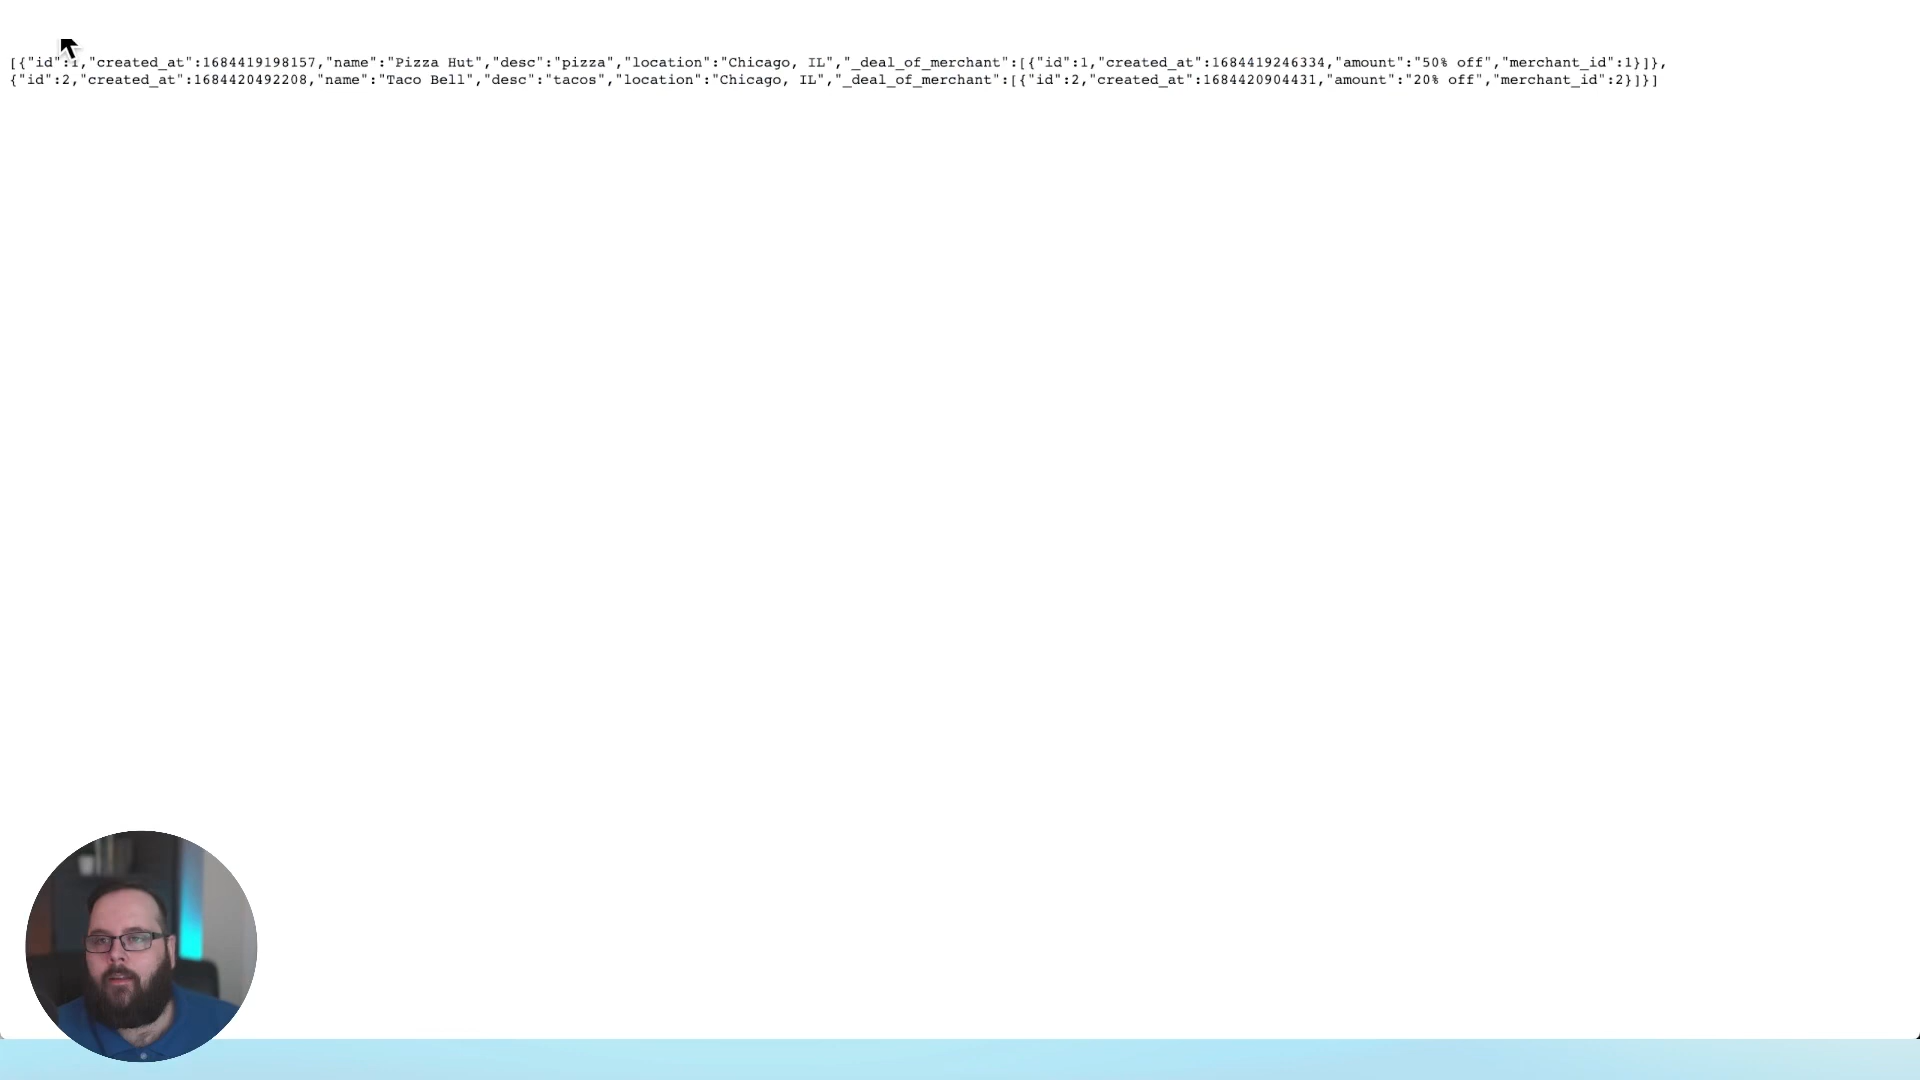 [{"id":1,"created_at":1684419198157,"name":"Pizza Hut","desc":"pizza","location":"Chicago, IL","_deal_of_merchant":[{"id":1,"created_at":1684419246334,"amount":"50% off","merchant_id":1}]},
{"id":2,"created_at":1684420492208,"name":"Taco Bell","desc":"tacos","location":"Chicago, IL","_deal_of_merchant":[{"id":2,"created_at":1684420904431,"amount":"20% off","merchant_id":2}]}]